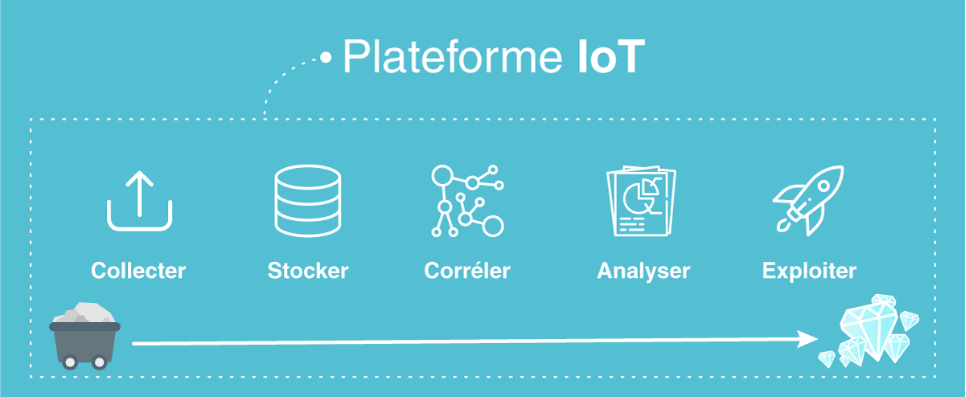 Plateforme IoT
Collecter Stocker Corréler Analyser Exploiter